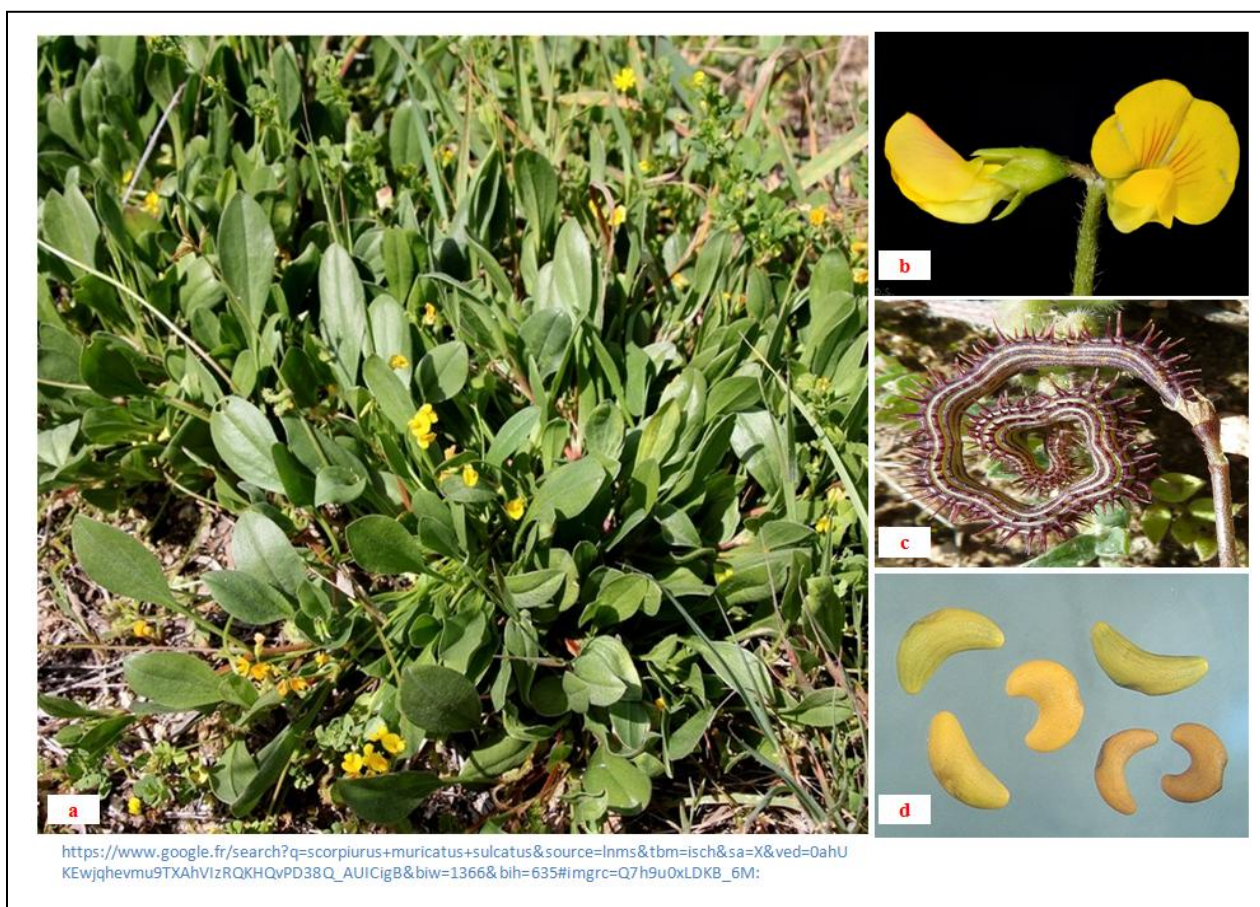 b
c
a
d
https://www.google.fr/search?q=scorpiurus+muricatus+sulcatus&source=lnms&tbm=isch&sa=X&ved=0ahU
KEwjqhevmu9TXAhVIzRQKHQvPD38Q_AUICigB&biw=1366&bih=635#imgrc=Q7h9u0xLDKB_6M: